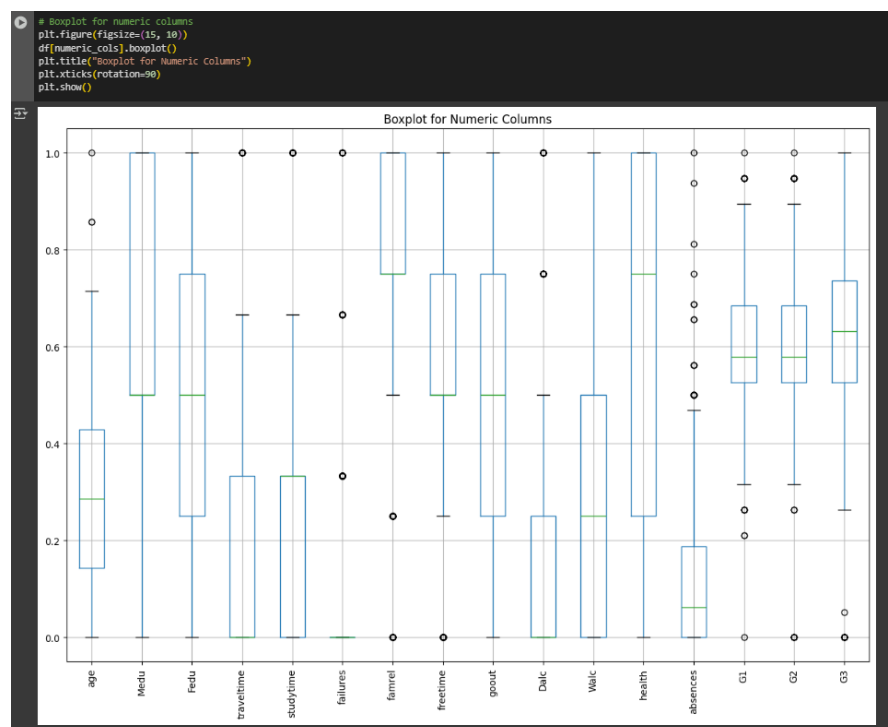 # Boxplot for numeric columns
plt.figure(figsize=(15, 10))
df[numeric_cols].boxplot()
plt.title("Boxplot for Numeric Columns")
plt.xticks(rotation=90)
plt.show()
Boxplot for Numeric Columns
1.0
0.8
0.6
0.4
0.2
0.0
age
Medu
Fedu
traveltime
studytime
failures
famrel
freetime
goout
Dalc
Walc
health
absences
G1
G2
G3